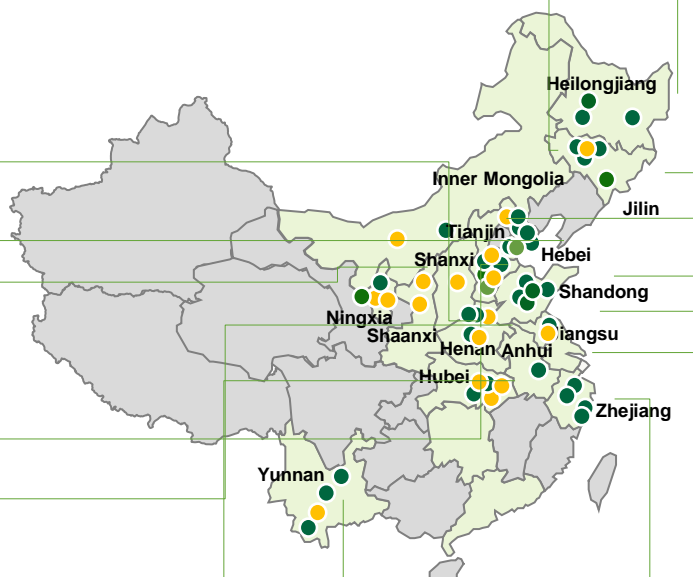 Heilongjiang
Inner Mongolia
Jilin
Tianjin
Hebei
Shanxi
Shandong
Ningxia
Shaanxi
Jiangsu
Henan
Anhui
Hubei
Zhejiang
Yunnan